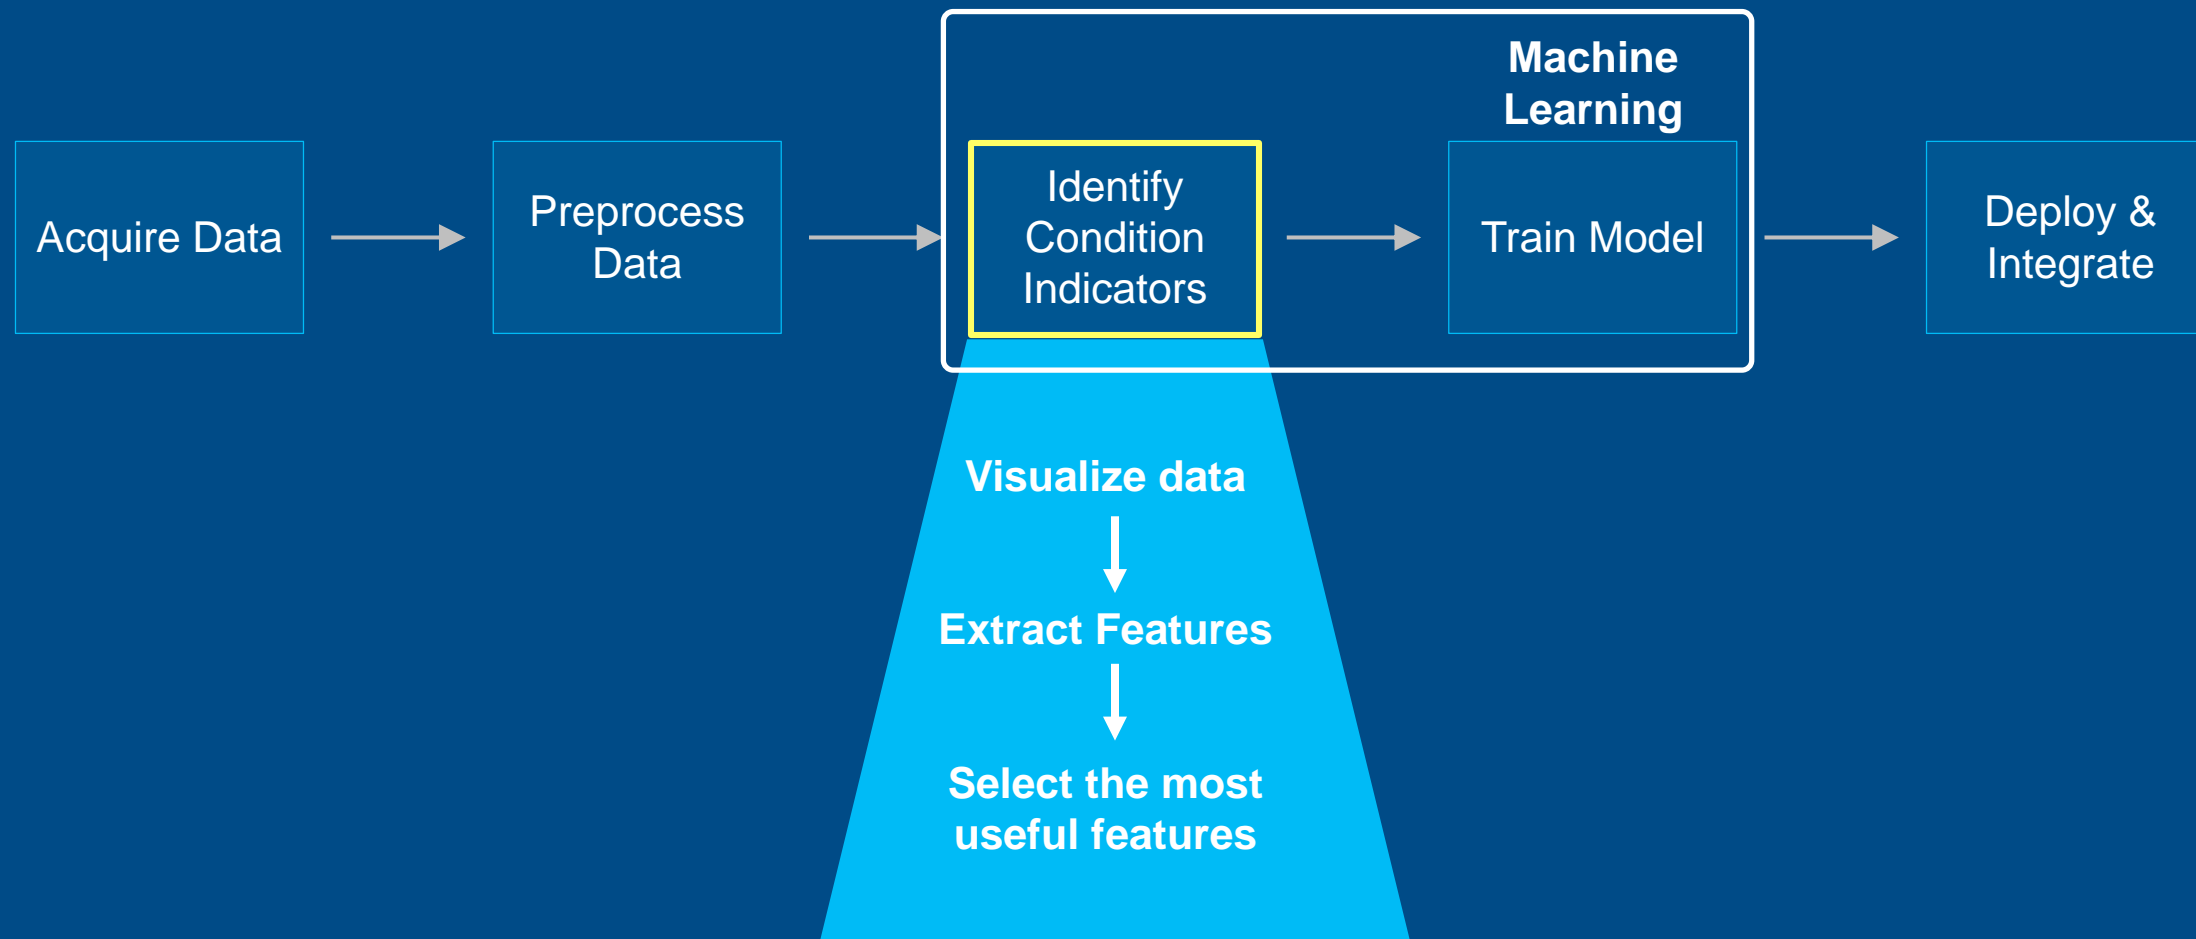 Machine
Learning
Acquire Data
Preprocess
Data
Identify
Condition
Indicators
Train Model
Deploy &
Integrate
Visualize data
Extract Features
Select the most
useful features